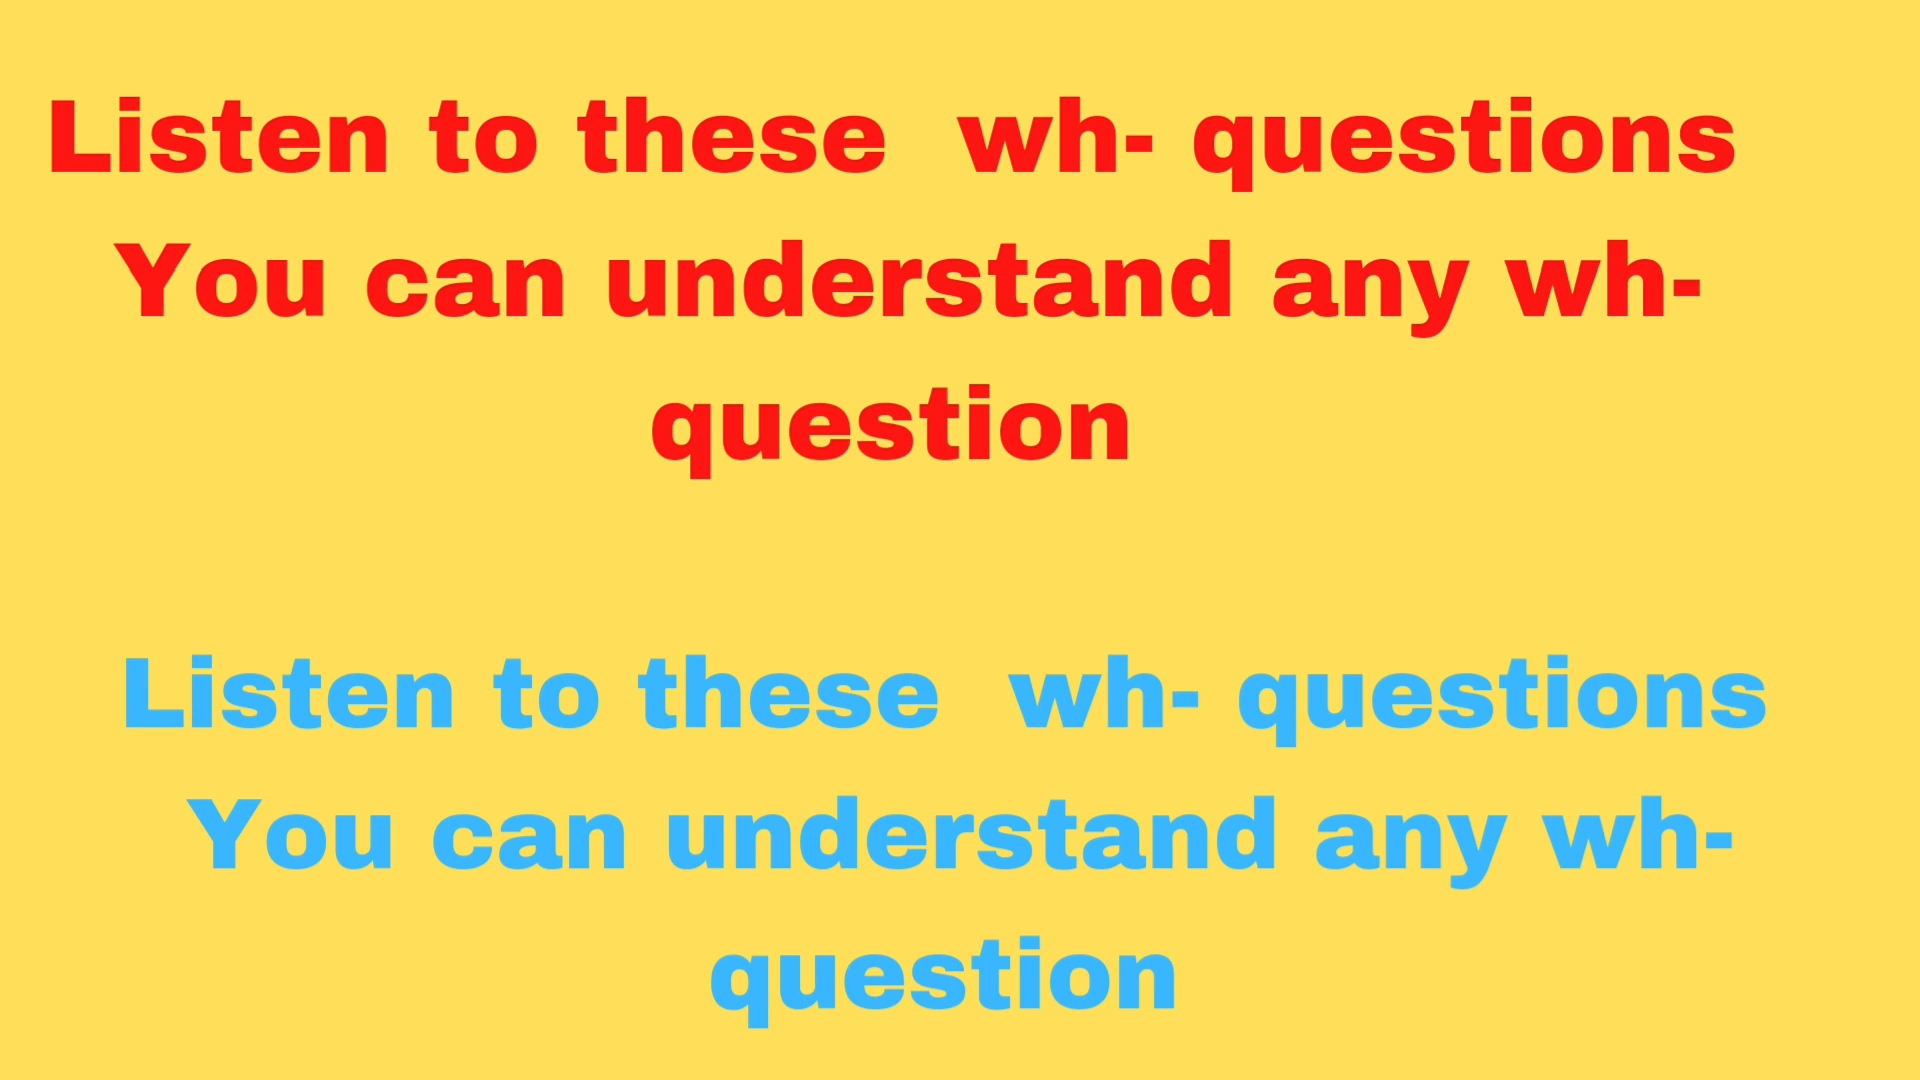 Listen to these  wh- questions
You can understand any wh-
question
Listen to these  wh- questions
You can understand any wh-
question